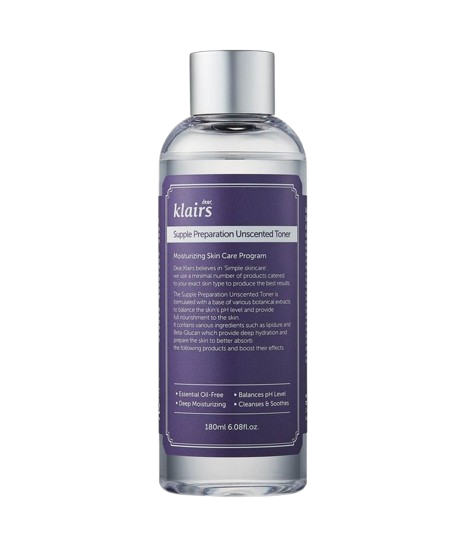 dear,
klairs
Supple Preparation Unscented Toner
Moisturizing Skin Care Program
Dear, Klairs believes in 'Simple skincare'
we use a minimal number of products catered
to your exact skin type to produce the best results.
The Supple Preparation Unscented Toner is
formulated with a base of various botanical extracts
to balance the skin's pH level and provide
full nourishment to the skin.
It contains various ingredients such as lipidure and
Beta-Glucan which provide deep hydration and
prepare the skin to better absorb
the following products and boost their effects.
• Essential Oil-Free • Balances pH Level
• Deep Moisturizing • Cleanses & Soothes
180ml 6.08fl.oz.